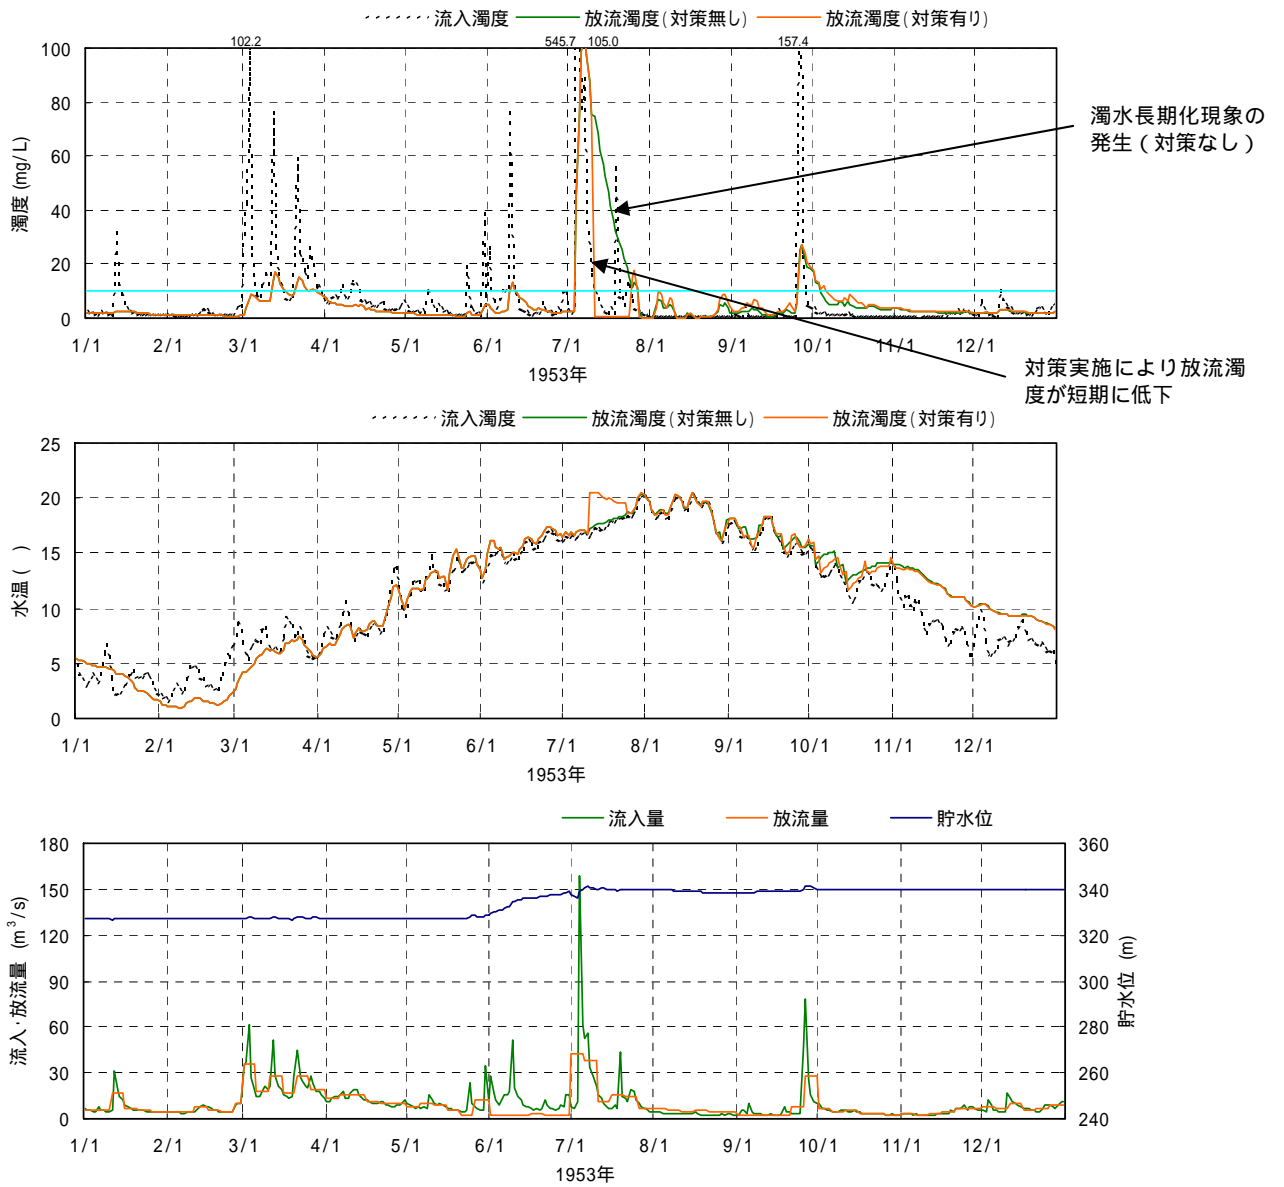 流入濁度 放流濁度(対策無し) 放流濁度(対策有り)
102.2 545.7 105.0 157.4
100
80
60
40
20
0
濁度 (mg/L)
濁水長期化現象の
発生(対策なし)
1/1 2/1 3/1 4/1 5/1 6/1 7/1 8/1 9/1 10/1 11/1 12/1
1953年
対策実施により放流濁
度が短期に低下
流入濁度 放流濁度(対策無し) 放流濁度(対策有り)
25
20
15
10
5
0
水温( )
1/1 2/1 3/1 4/1 5/1 6/1 7/1 8/1 9/1 10/1 11/1 12/1
1953年
流入量 放流量 貯水位
180
150
120
90
60
30
0
流入・放流量 (m³/s)
360
340
320
300
280
260
240
貯水位 (m)
1/1 2/1 3/1 4/1 5/1 6/1 7/1 8/1 9/1 10/1 11/1 12/1
1953年